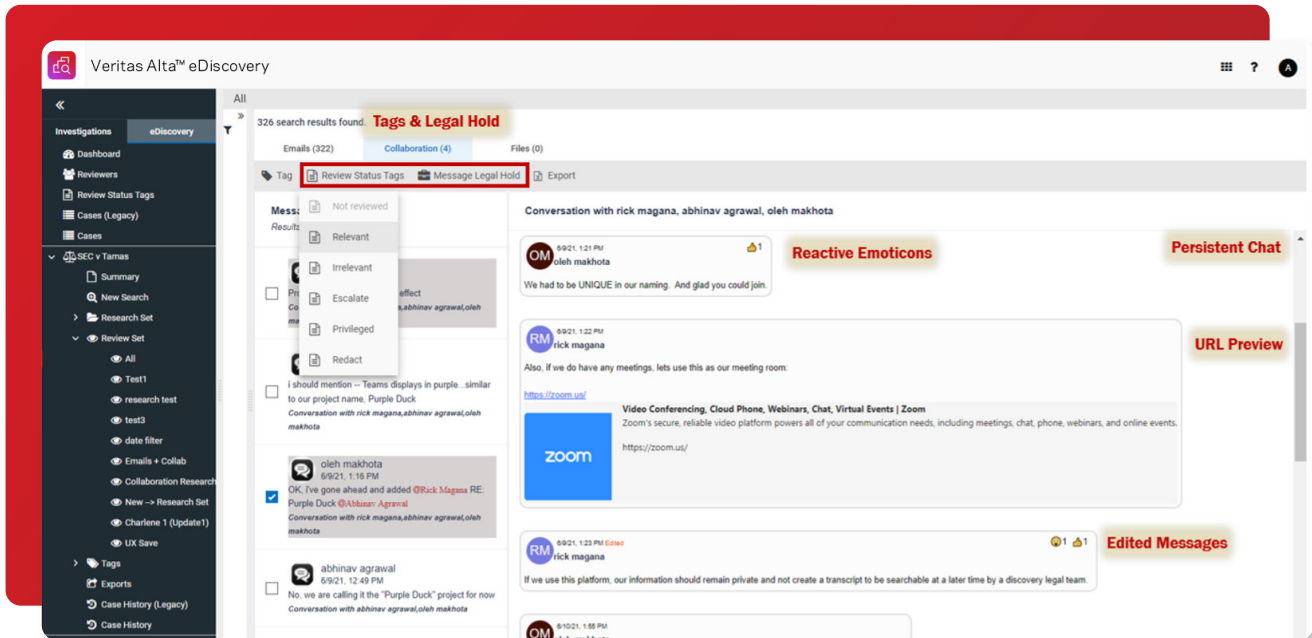 Veritas Alta™ eDiscovery
?
A
Investigations
eDiscovery
Dashboard
Reviewers
Review Status Tags
Cases (Legacy)
Cases
SEC v Tamas
Summary
New Search
Research Set
Review Set
All
Test1
research test
test3
date filter
Emails + Collab
Collaboration Research
New --> Research Set
Charlene 1 (Update1)
UX Save
Tags
Exports
Case History (Legacy)
Case History
All
326 search results found.
Tags & Legal Hold
Emails (322)
Collaboration (4)
Files (0)
Tag
Review Status Tags
Message Legal Hold
Export
Not reviewed
Relevant
Irrelevant
Escalate
Privileged
Redact
effect
abhinav agrawal,oleh
i should mention -- Teams displays in purple...similar
to our project name, Purple Duck
Conversation with rick magana,abhinav agrawal,oleh
makhota
oleh makhota
6/9/21, 1:16 PM
OK, I've gone ahead and added @Rick Magana RE:
Purple Duck @Abhinav Agrawal
Conversation with rick magana,abhinav agrawal,oleh
makhota
abhinav agrawal
6/9/21, 12:49 PM
No, we are calling it the "Purple Duck" project for now
Conversation with abhinav agrawal,oleh makhota
Conversation with rick magana, abhinav agrawal, oleh makhota
OM
6/9/21, 1:21 PM
1
oleh makhota
We had to be UNIQUE in our naming. And glad you could join.
Reactive Emoticons
Persistent Chat
RM
6/9/21, 1:22 PM
rick magana
Also, If we do have any meetings, lets use this as our meeting room:
https://zoom.us/
Video Conferencing, Cloud Phone, Webinars, Chat, Virtual Events | Zoom
Zoom's secure, reliable video platform powers all of your communication needs, including meetings, chat, phone, webinars, and online events.
https://zoom.us/
zoom
URL Preview
RM
6/9/21, 1:23 PM Edited
1 1
rick magana
If we use this platform, our information should remain private and not create a transcript to be searchable at a later time by a discovery legal team.
Edited Messages
OM
6/10/21, 1:55 PM